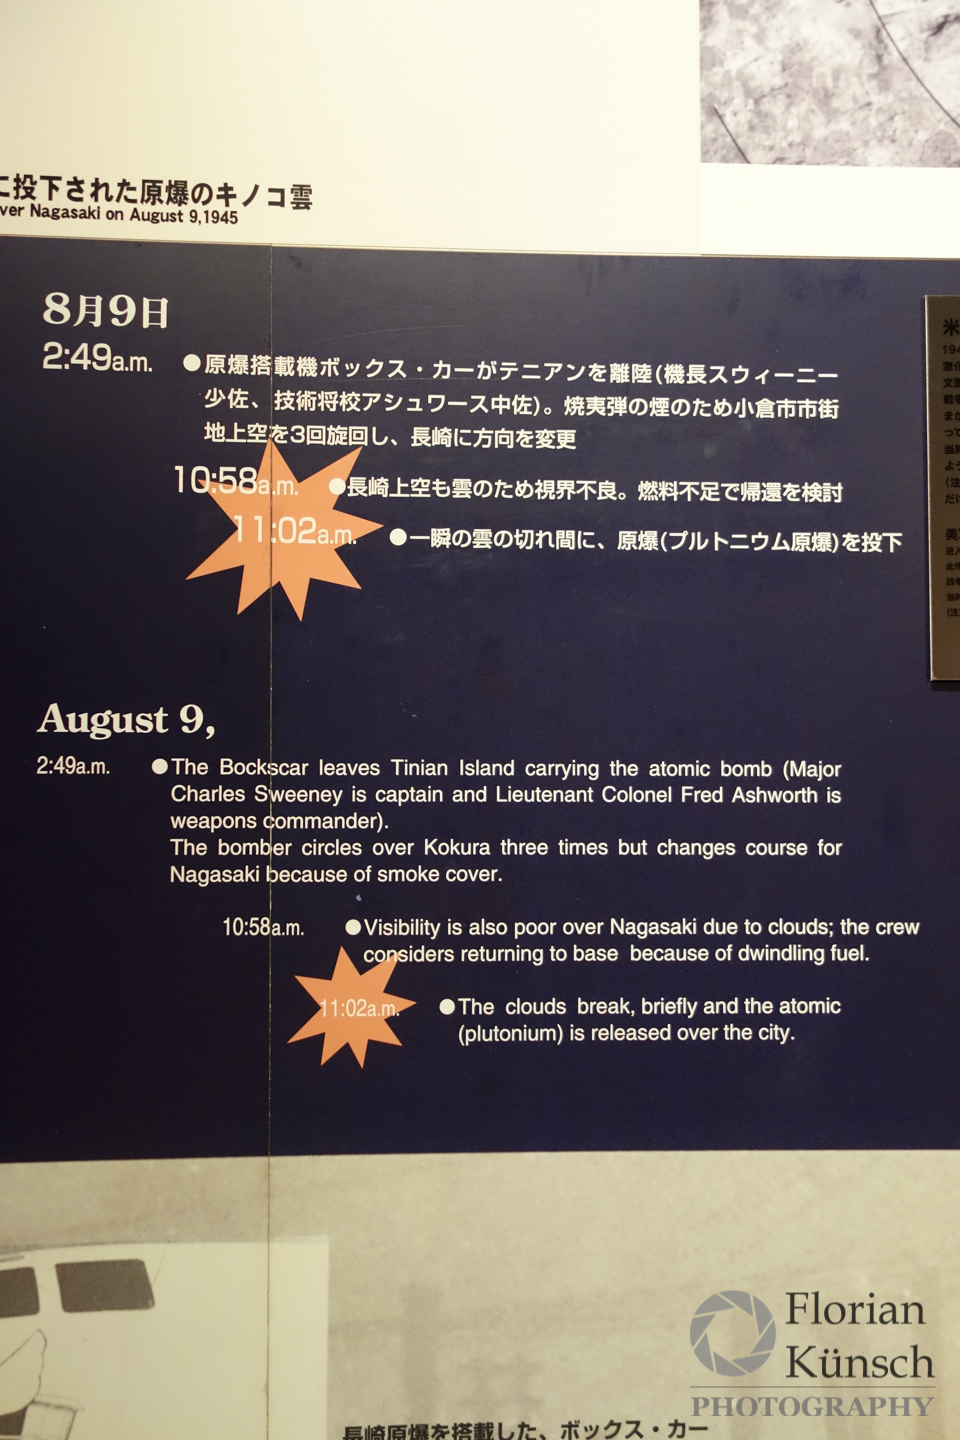 に投下された原爆のキノコ雲
ver Nagasaki on August 9,1945
8月9日
2:49a.m. ●原爆搭載機ボックス・カーがテニアンを離陸(機長スウィーニー
少佐、技術将校アシュワース中佐)。焼夷弾の煙のため小倉市市街
地上空を3回旋回し、長崎に方向を変更
10:58a.m. ●長崎上空も雲のため視界不良。燃料不足で帰還を検討
11:02a.m. ●一瞬の雲の切れ間に、原爆(プルトニウム原爆)を投下
August 9,
2:49a.m. ●The Bockscar leaves Tinian Island carrying the atomic bomb (Major
Charles Sweeney is captain and Lieutenant Colonel Fred Ashworth is
weapons commander).
The bomber circles over Kokura three times but changes course for
Nagasaki because of smoke cover.
10:58a.m. ●Visibility is also poor over Nagasaki due to clouds; the crew
considers returning to base because of dwindling fuel.
11:02a.m. ●The clouds break, briefly and the atomic
(plutonium) is released over the city.
長崎原爆を搭載した、ボックス・カー
Florian
Künsch
PHOTOGRAPHY